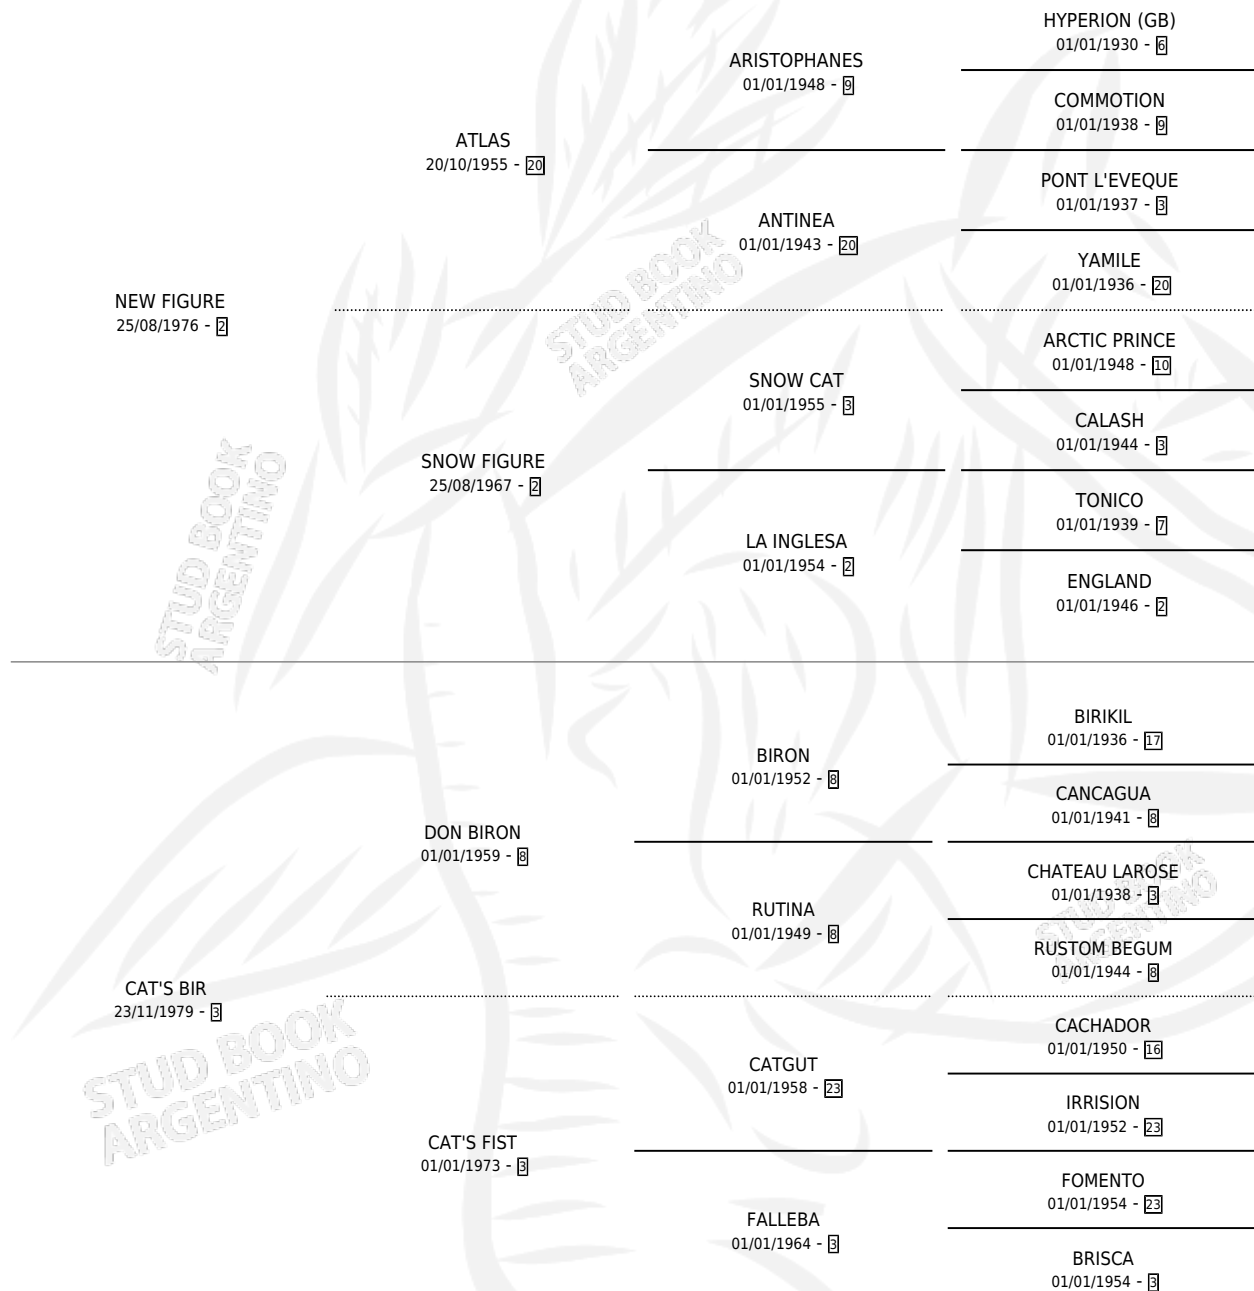 HYPERION (GB)
01/01/1930 - 6
ARISTOPHANES
01/01/1948 - 9
COMMOTION
01/01/1938 - 9
ATLAS
20/10/1955 - 20
PONT L'EVEQUE
01/01/1937 - 3
ANTINEA
01/01/1943 - 20
YAMILE
01/01/1936 - 20
NEW FIGURE
25/08/1976 - 2
ARCTIC PRINCE
01/01/1948 - 10
SNOW CAT
01/01/1955 - 3
CALASH
01/01/1944 - 3
SNOW FIGURE
25/08/1967 - 2
TONICO
01/01/1939 - 7
LA INGLESA
01/01/1954 - 2
ENGLAND
01/01/1946 - 2
BIRIKIL
01/01/1936 - 17
BIRON
01/01/1952 - 8
CANCAGUA
01/01/1941 - 8
DON BIRON
01/01/1959 - 8
CHATEAU LAROSE
01/01/1938 - 3
RUTINA
01/01/1949 - 8
RUSTOM BEGUM
01/01/1944 - 8
CAT'S BIR
23/11/1979 - 3
CACHADOR
01/01/1950 - 16
CATGUT
01/01/1958 - 23
IRRISION
01/01/1952 - 23
CAT'S FIST
01/01/1973 - 3
FOMENTO
01/01/1954 - 23
FALLEBA
01/01/1964 - 3
BRISCA
01/01/1954 - 3
STUD BOOK
ARGENTINO
STUD BOOK
ARGENTINO
STUD BOOK
ARGENTINO
STUD BOOK
ARGENTINO